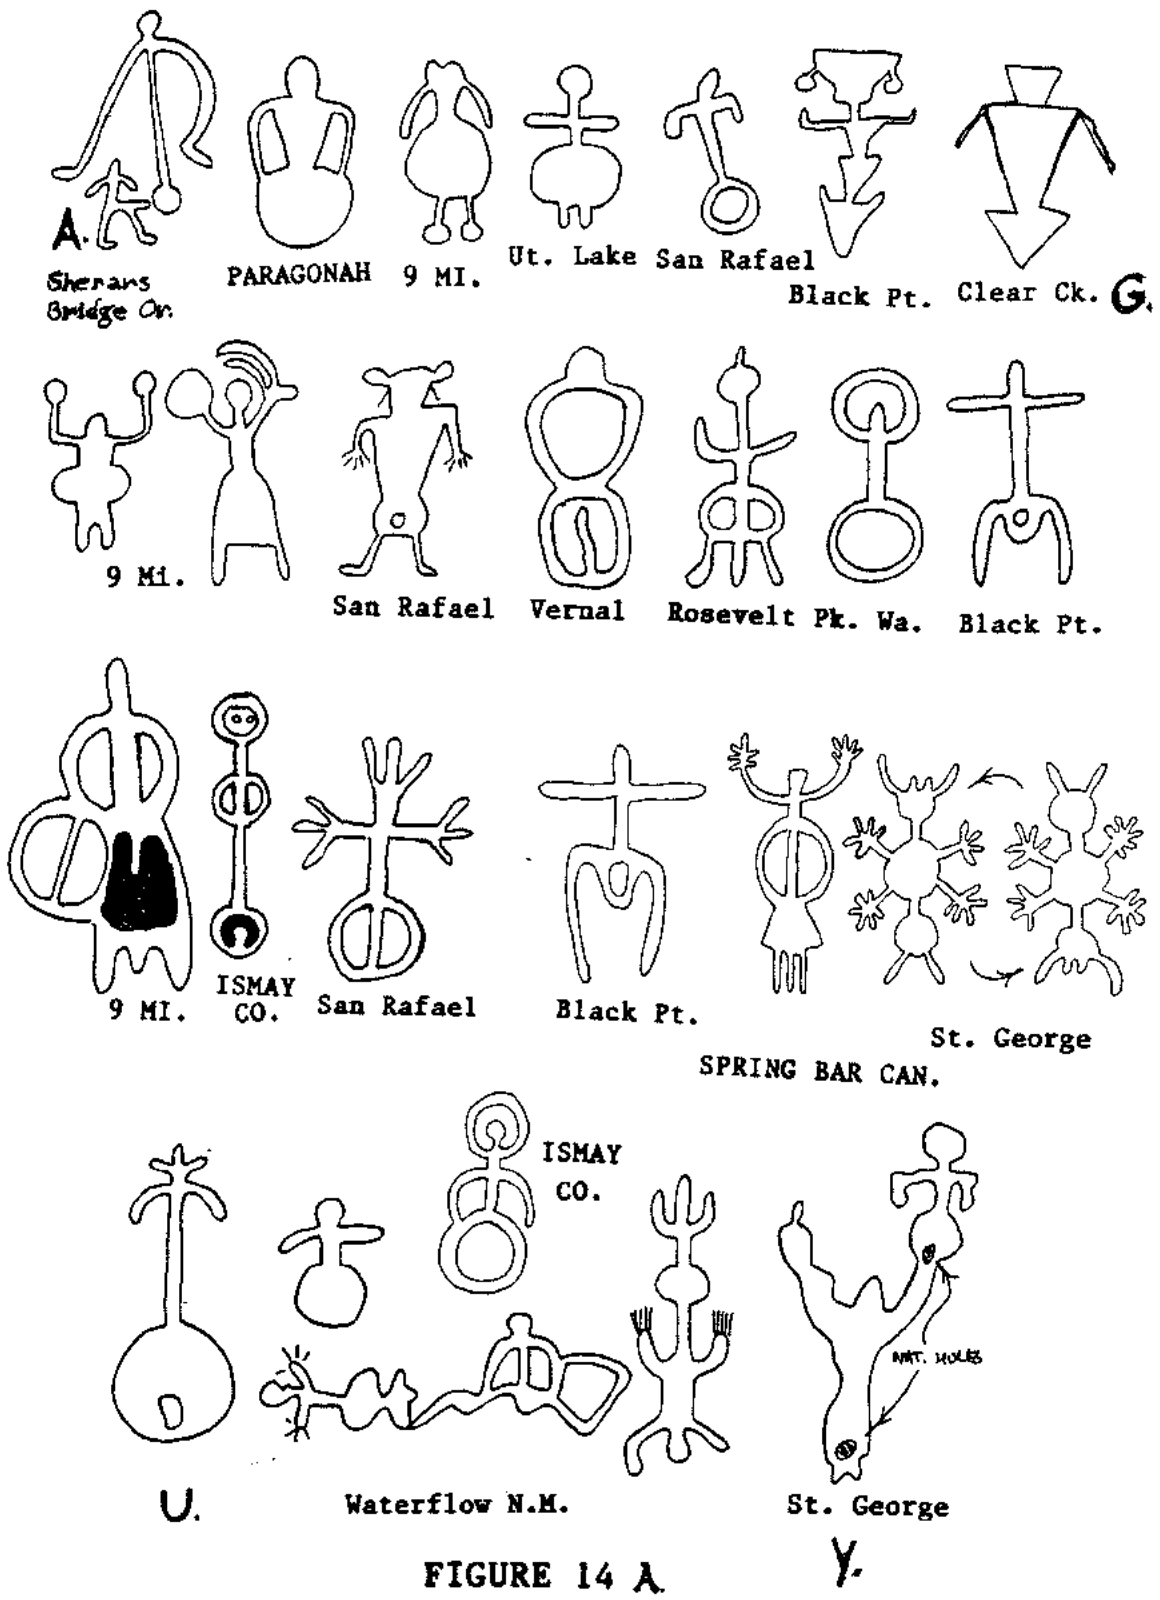 A.
Sherars
Bridge Or.
PARAGONAH
9 MI.
Ut. Lake
San Rafael
Black Pt.
Clear Ck.
G.
9 Mi.
San Rafael
Vernal
Rosevelt
Pk. Wa.
Black Pt.
9 MI.
ISMAY
CO.
San Rafael
Black Pt.
SPRING BAR CAN.
St. George
ISMAY
CO.
NAT. HOLES
U.
Waterflow N.M.
St. George
Y.
FIGURE 14 A.